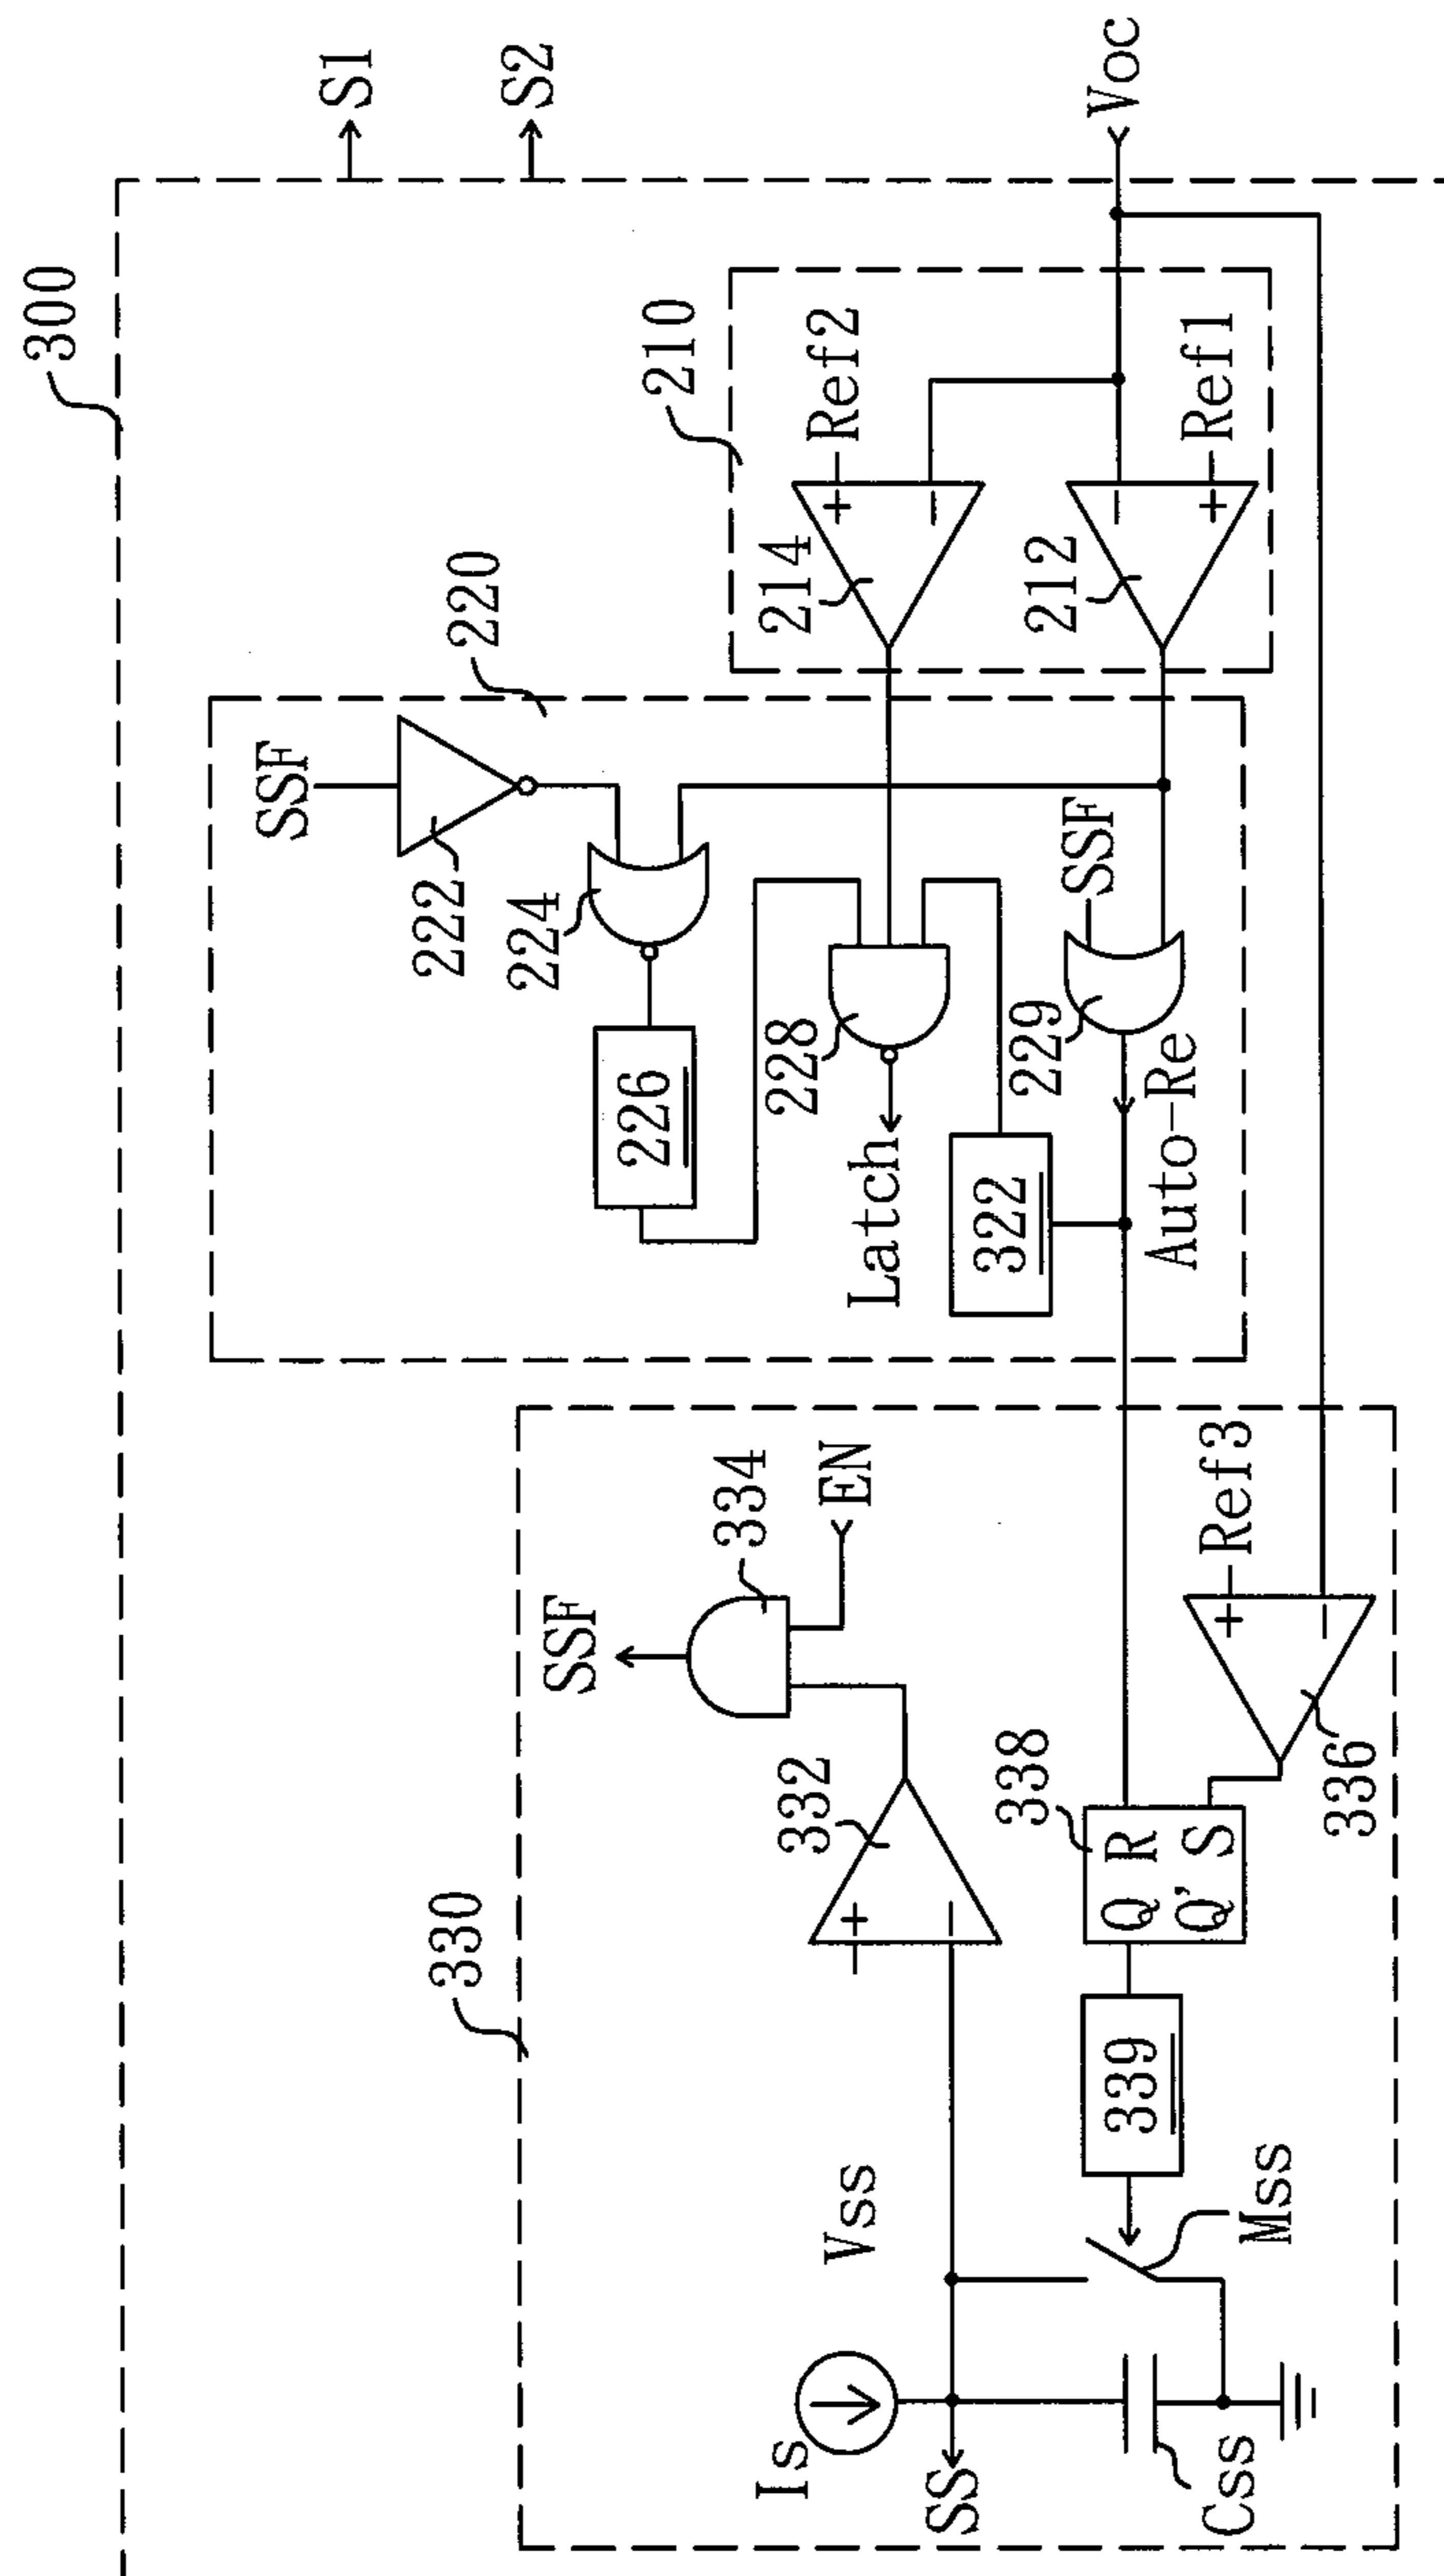 300
S1
S2
Voc
210
Ref2
Ref1
+
−
214
−
+
212
220
SSF
222
224
226
228
Latch
SSF
229
322
Auto-Re
330
SSF
334
EN
332
+
−
Ref3
+
−
336
338
Q R
Q' S
339
Mss
Vss
Is
SS
Css